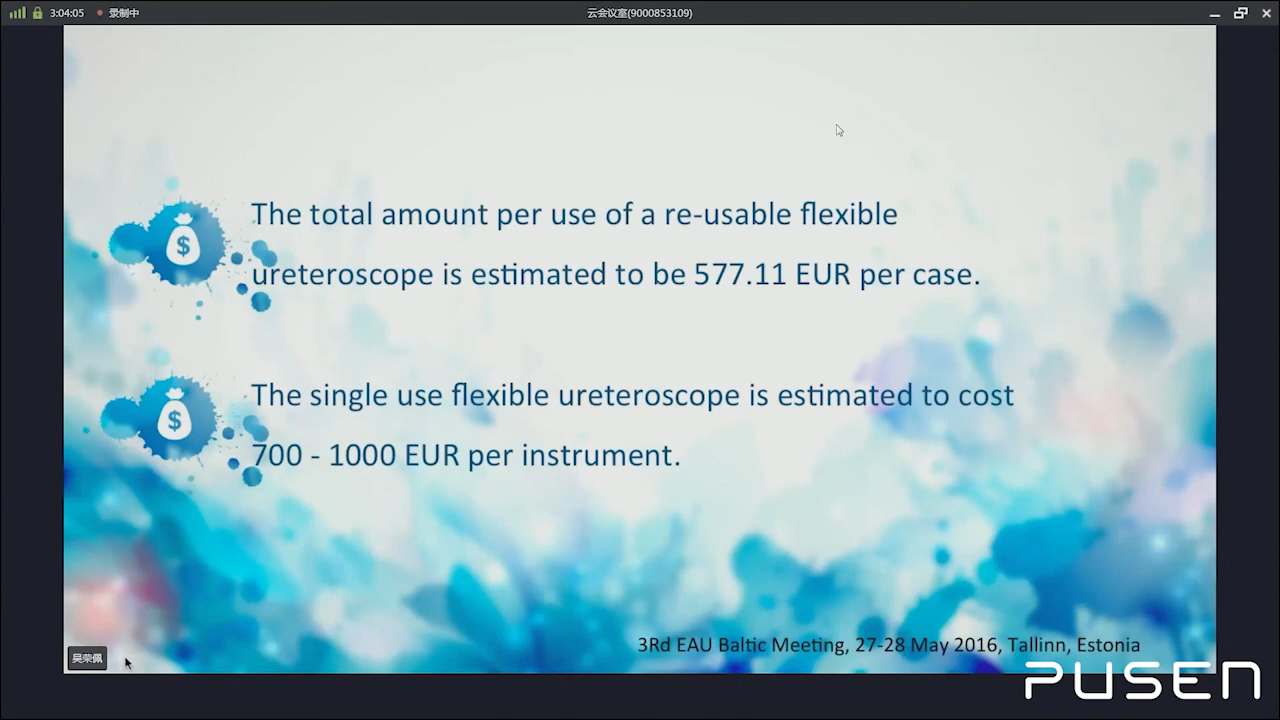 3:04:05
录制中
云会议室(9000853109)
The total amount per use of a re-usable flexible
ureteroscope is estimated to be 577.11 EUR per case.
The single use flexible ureteroscope is estimated to cost
700 - 1000 EUR per instrument.
3Rd EAU Baltic Meeting, 27-28 May 2016, Tallinn, Estonia
吴荣佩
PUSEN